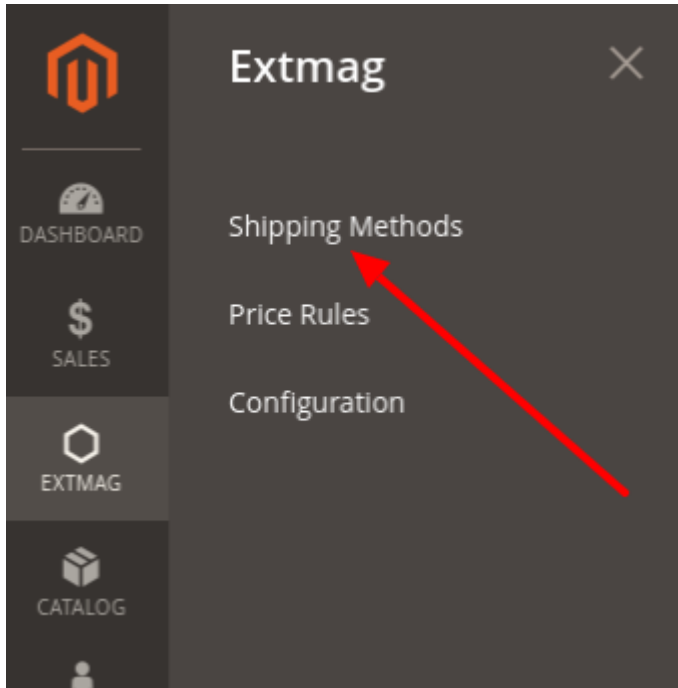 Extmag
DASHBOARD
SALES
EXTMAG
CATALOG
Shipping Methods
Price Rules
Configuration